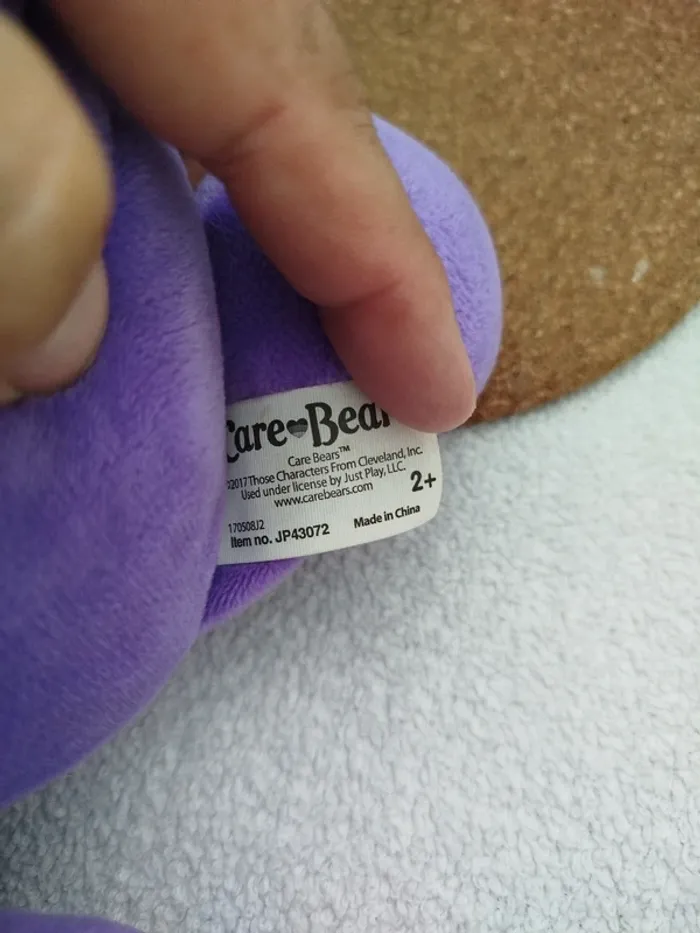 Care Bear
Care Bears™
2017 Those Characters From Cleveland, Inc.
Used under license by Just Play, LLC.
www.carebears.com
2+
170508J2
Item no. JP43072
Made in China